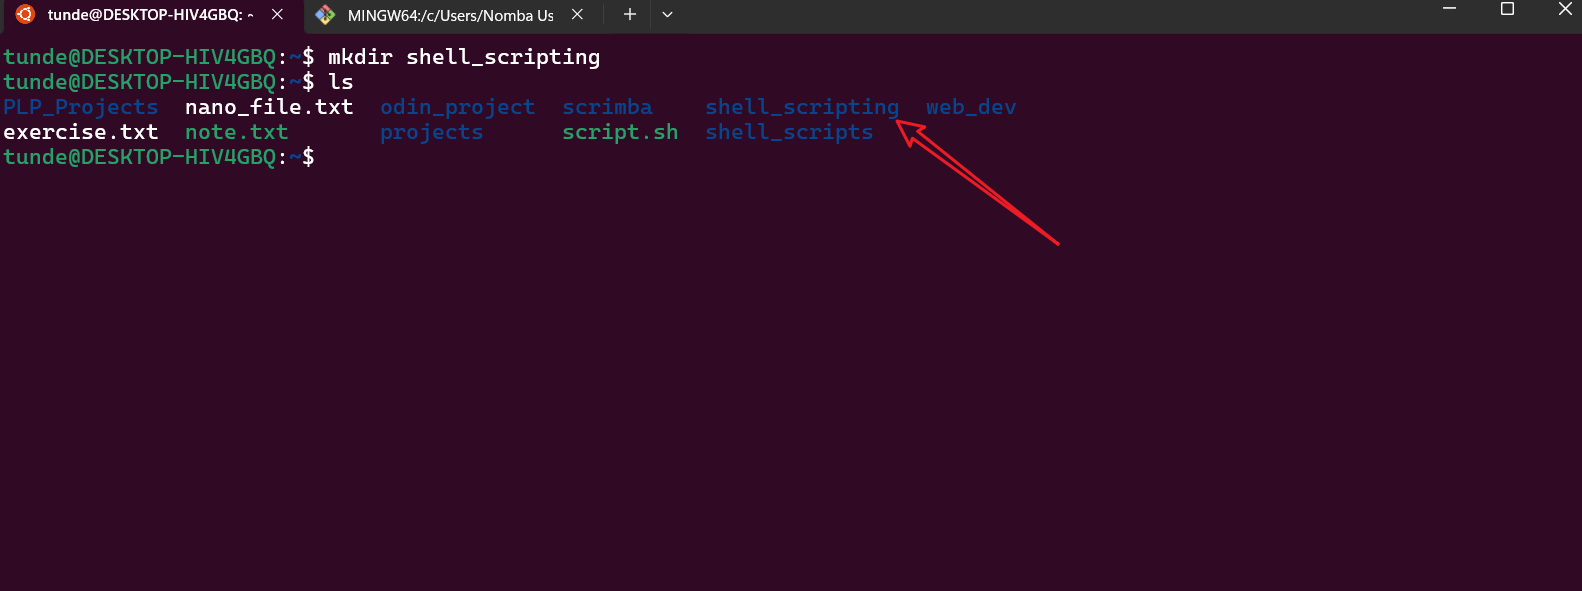 tunde@DESKTOP-HIV4GBQ: ~ MINGW64:/c/Users/Nomba Us
tunde@DESKTOP-HIV4GBQ:~$ mkdir shell_scripting
tunde@DESKTOP-HIV4GBQ:~$ ls
PLP_Projects nano_file.txt odin_project scrimba shell_scripting web_dev
exercise.txt note.txt projects script.sh shell_scripts
tunde@DESKTOP-HIV4GBQ:~$